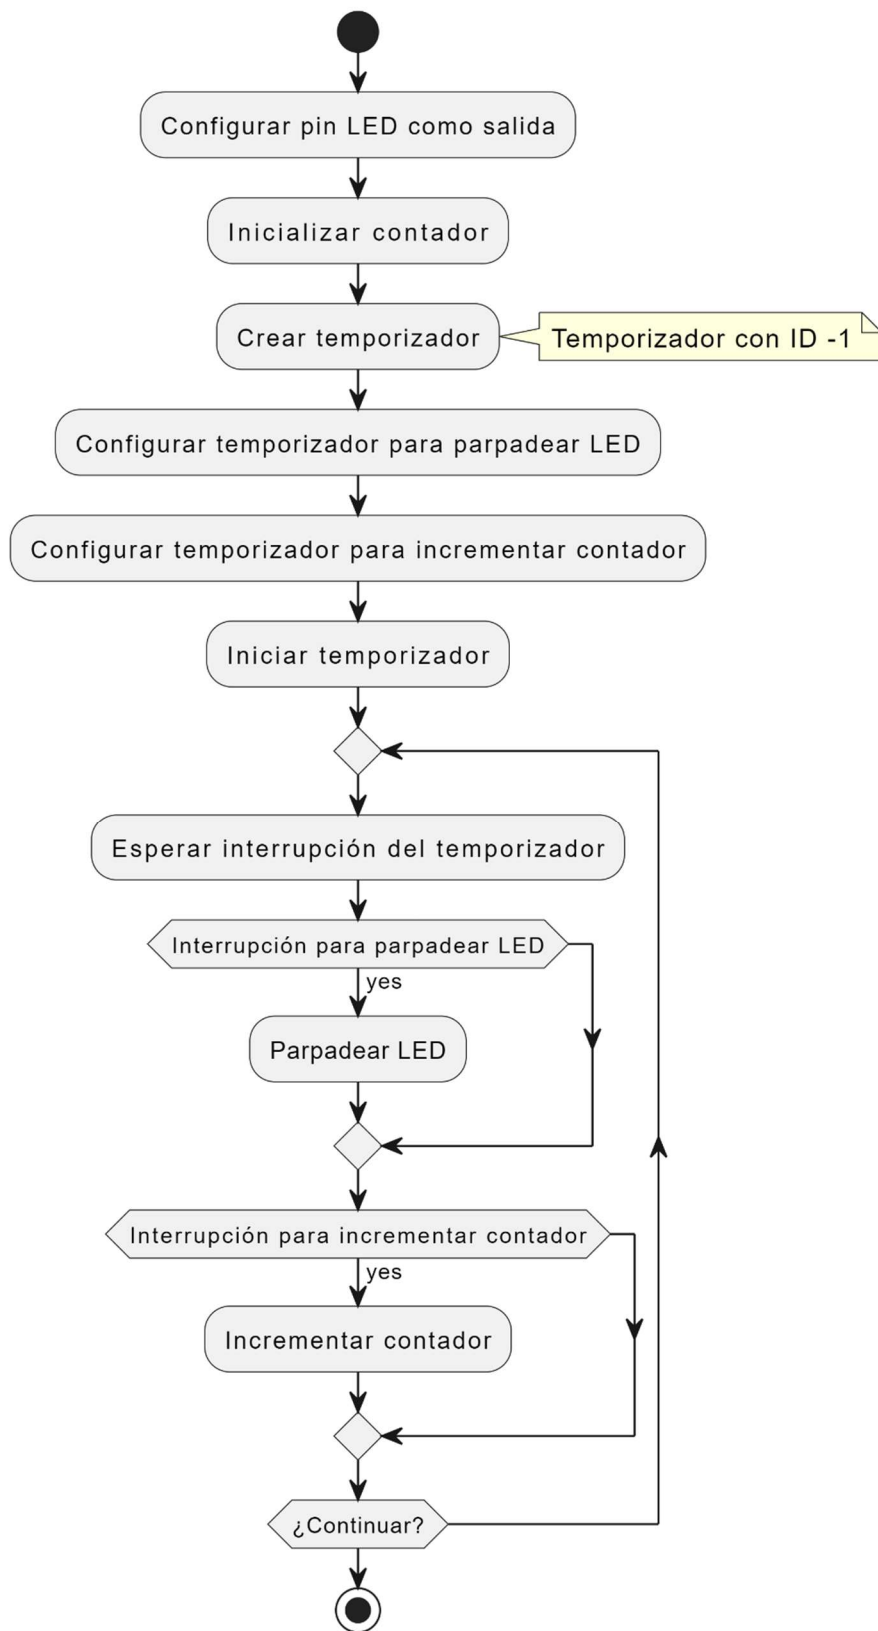 Configurar pin LED como salida
Inicializar contador
Crear temporizador
Temporizador con ID -1
Configurar temporizador para parpadear LED
Configurar temporizador para incrementar contador
Iniciar temporizador
Esperar interrupción del temporizador
Interrupción para parpadear LED
yes
Parpadear LED
Interrupción para incrementar contador
yes
Incrementar contador
¿Continuar?